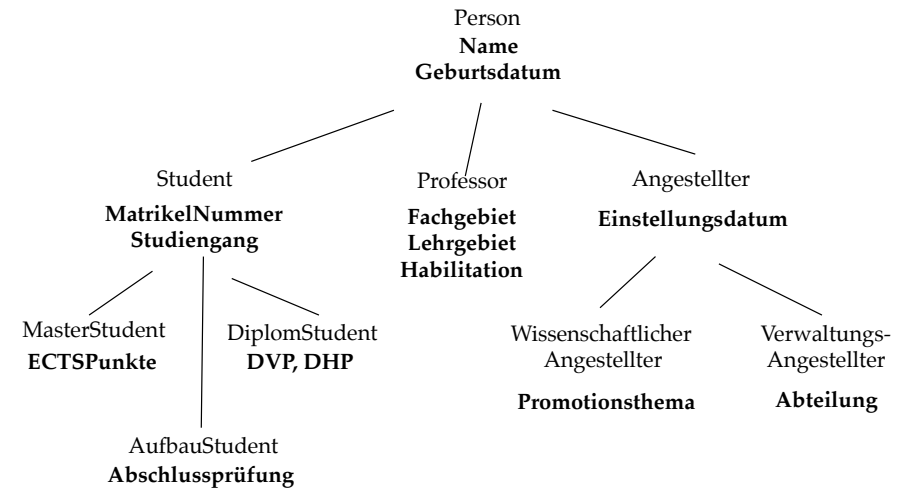 Person
Name
Geburtsdatum
Student
MatrikelNummer
Studiengang
Professor
Fachgebiet
Lehrgebiet
Habilitation
Angestellter
Einstellungsdatum
MasterStudent
ECTSPunkte
DiplomStudent
DVP, DHP
AufbauStudent
Abschlussprüfung
Wissenschaftlicher
Angestellter
Promotionsthema
Verwaltungs-
Angestellter
Abteilung